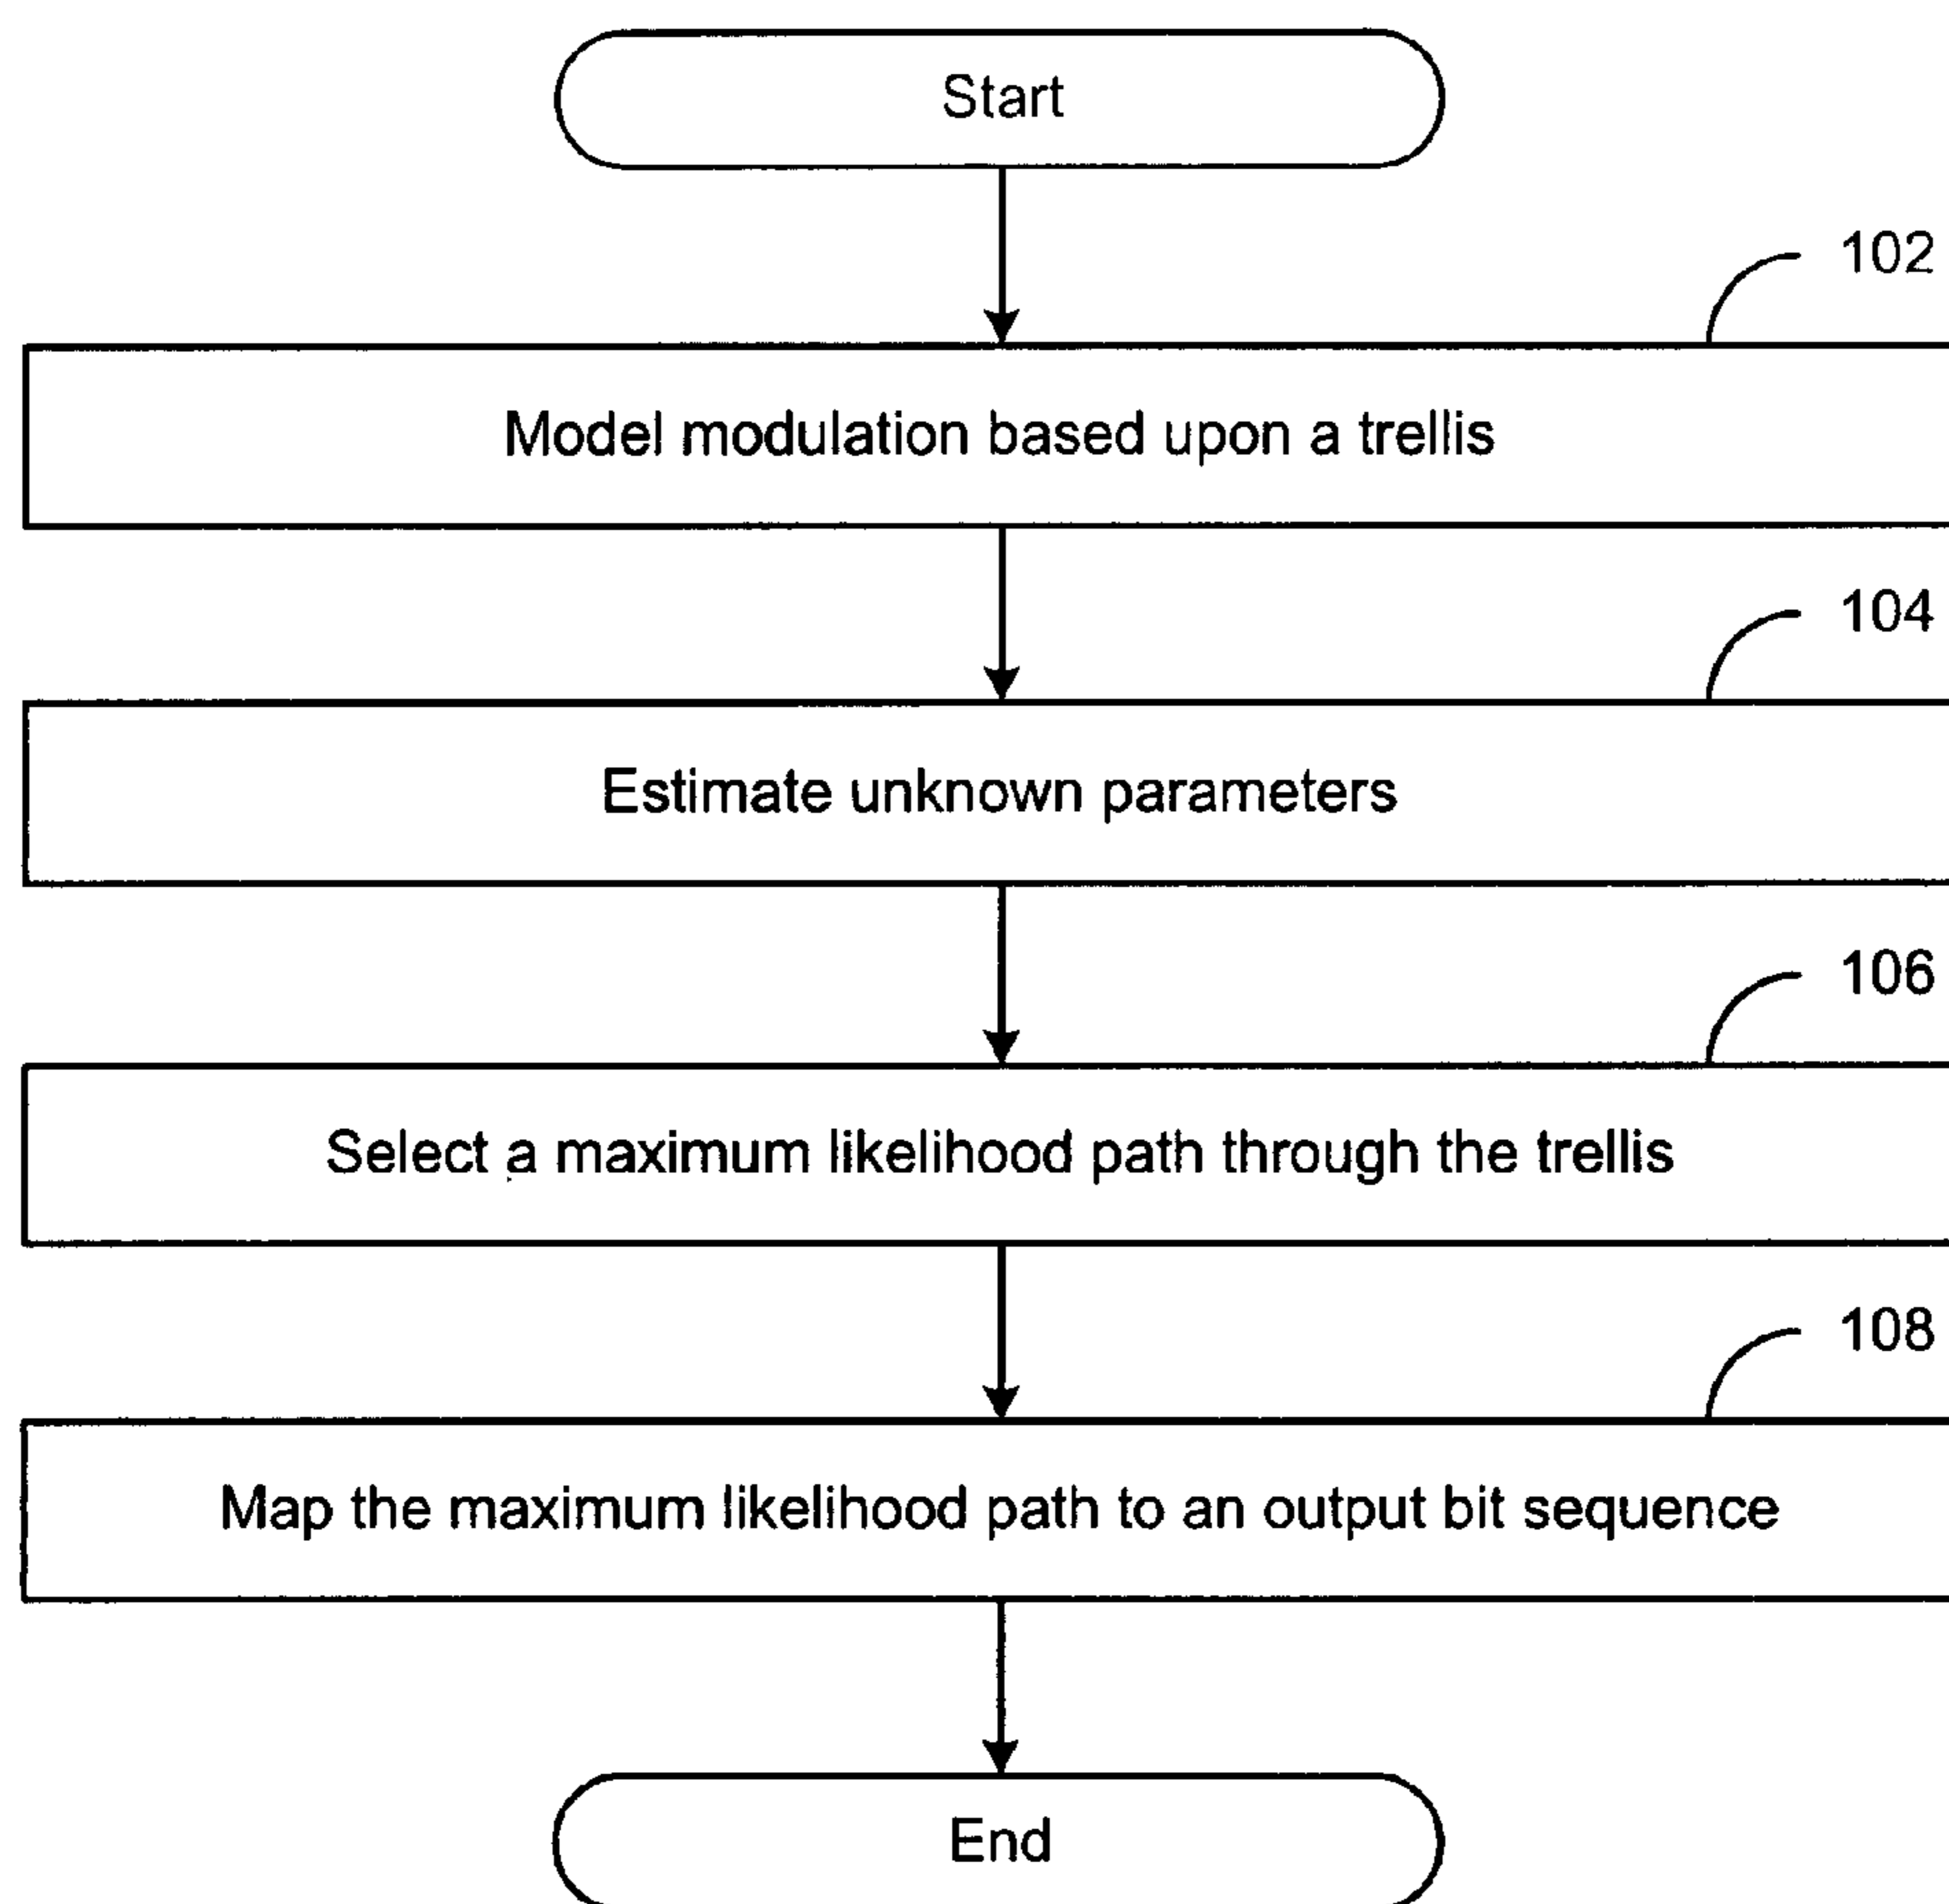 Start
102
Model modulation based upon a trellis
104
Estimate unknown parameters
106
Select a maximum likelihood path through the trellis
108
Map the maximum likelihood path to an output bit sequence
End